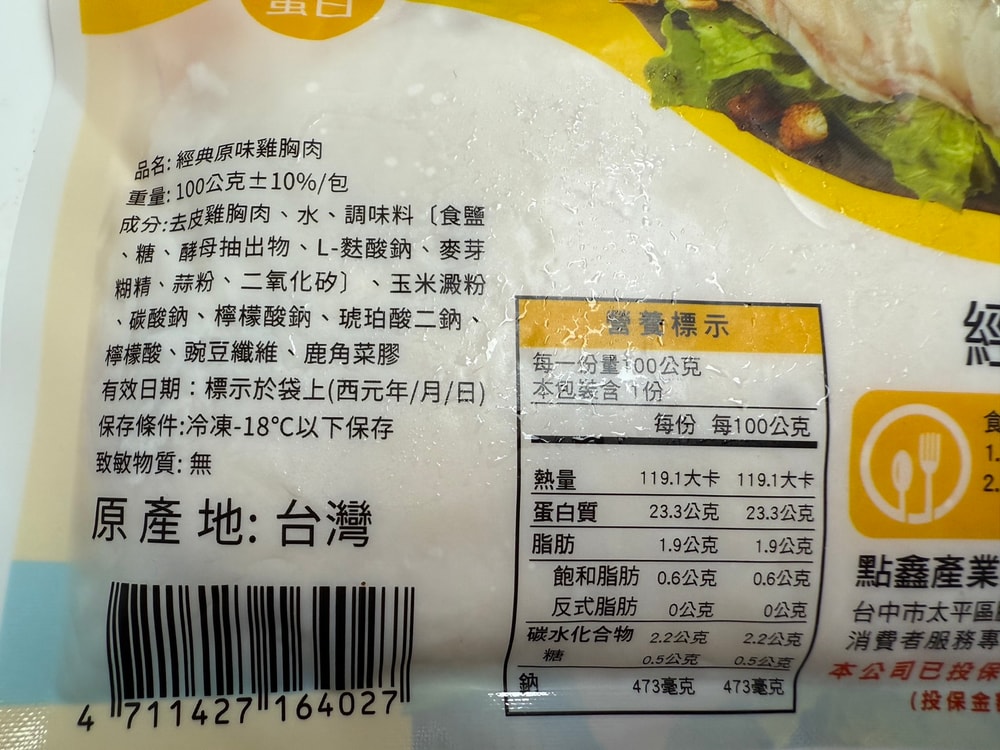 蛋白
品名: 經典原味雞胸肉
重量: 100公克±10%/包
成分:去皮雞胸肉、水、調味料〔食鹽
、糖、酵母抽出物、L-麩酸鈉、麥芽
糊精、蒜粉、二氧化矽〕、玉米澱粉
、碳酸鈉、檸檬酸鈉、琥珀酸二鈉、
檸檬酸、豌豆纖維、鹿角菜膠
有效日期：標示於袋上(西元年/月/日)
保存條件:冷凍-18°C以下保存
致敏物質: 無
原產地: 台灣
4 711427 164027
營養標示
每一份量100公克
本包裝含 1份
每份 每100公克
熱量 119.1大卡 119.1大卡
蛋白質 23.3公克 23.3公克
脂肪 1.9公克 1.9公克
飽和脂肪 0.6公克 0.6公克
反式脂肪 0公克 0公克
碳水化合物 2.2公克 2.2公克
糖 0.5公克 0.5公克
鈉 473毫克 473毫克
經
食
1.
2.
點鑫產業
台中市太平區
消費者服務專
本公司已投保
(投保金